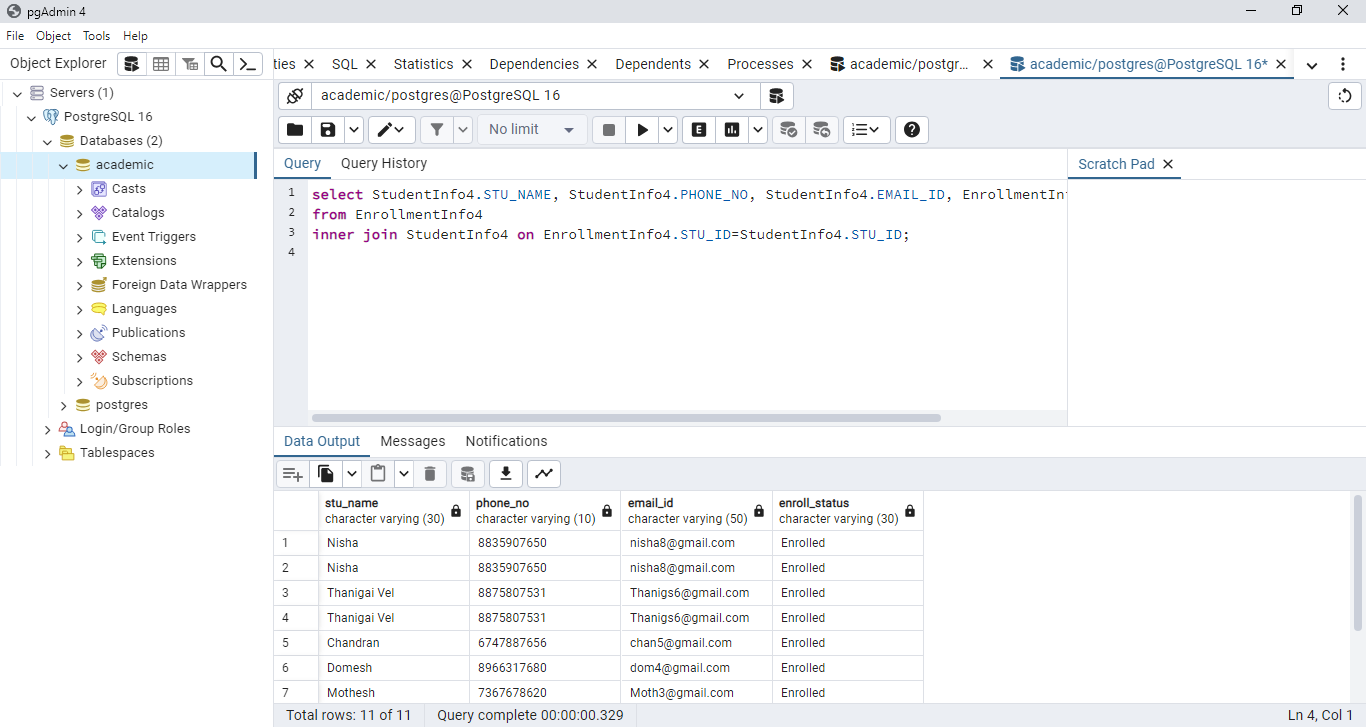 pgAdmin 4
File Object Tools Help
Object Explorer
ties SQL Statistics Dependencies Dependents Processes academic/postgr... academic/postgres@PostgreSQL 16*
Servers (1)
PostgreSQL 16
Databases (2)
academic
Casts
Catalogs
Event Triggers
Extensions
Foreign Data Wrappers
Languages
Publications
Schemas
Subscriptions
postgres
Login/Group Roles
Tablespaces
academic/postgres@PostgreSQL 16
No limit
E
Query Query History
Scratch Pad
1 select StudentInfo4.STU_NAME, StudentInfo4.PHONE_NO, StudentInfo4.EMAIL_ID, EnrollmentInf
2 from EnrollmentInfo4
3 inner join StudentInfo4 on EnrollmentInfo4.STU_ID=StudentInfo4.STU_ID;
4
Data Output Messages Notifications
stu_name phone_no email_id enroll_status
character varying (30) character varying (10) character varying (50) character varying (30)
1 Nisha 8835907650 nisha8@gmail.com Enrolled
2 Nisha 8835907650 nisha8@gmail.com Enrolled
3 Thanigai Vel 8875807531 Thanigs6@gmail.com Enrolled
4 Thanigai Vel 8875807531 Thanigs6@gmail.com Enrolled
5 Chandran 6747887656 chan5@gmail.com Enrolled
6 Domesh 8966317680 dom4@gmail.com Enrolled
7 Mothesh 7367678620 Moth3@gmail.com Enrolled
Total rows: 11 of 11 Query complete 00:00:00.329 Ln 4, Col 1